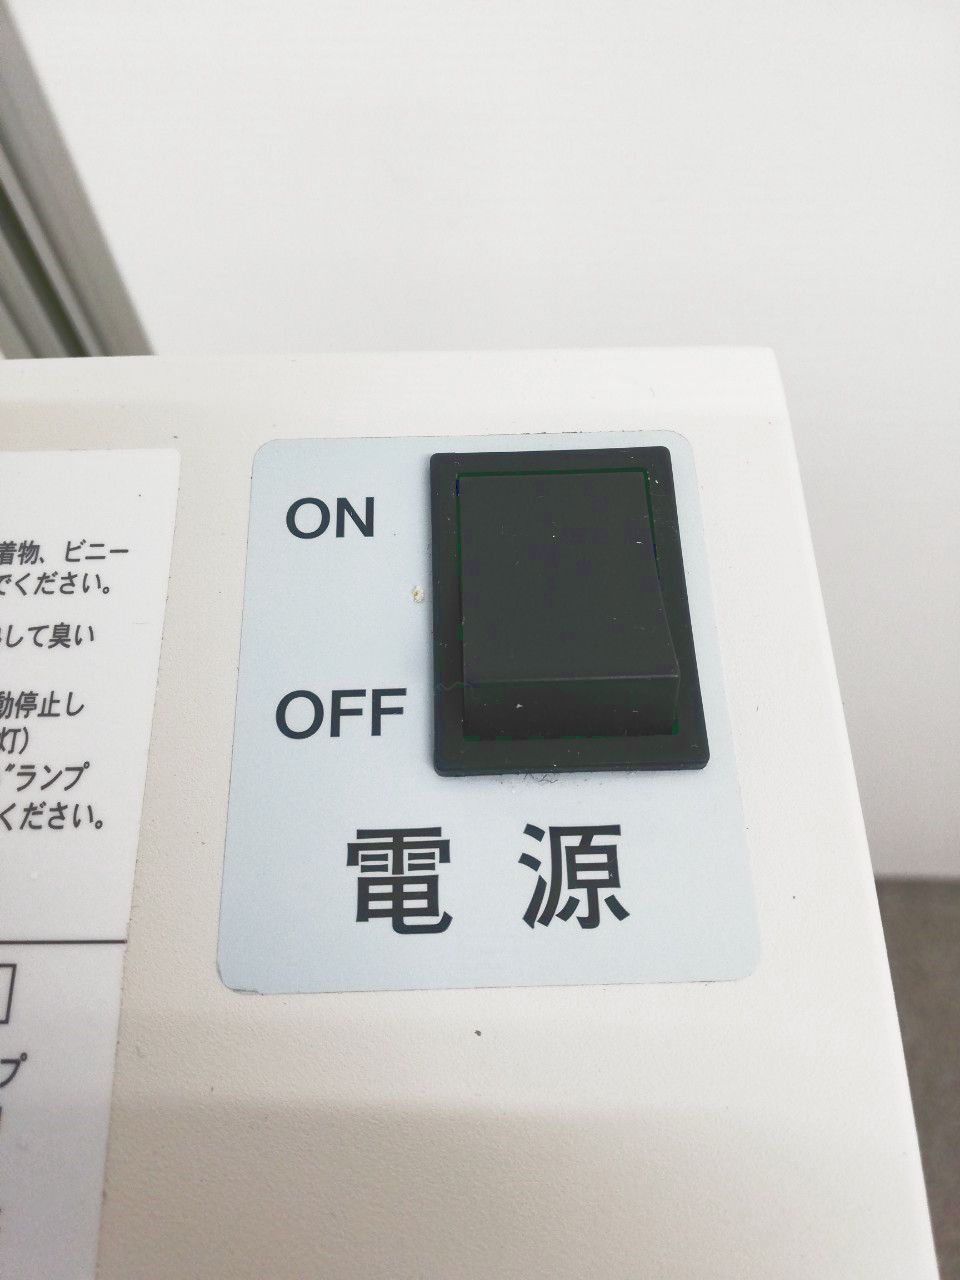 ON
OFF
電源
着物、ビニー
でください。
して臭い
動停止し
灯)
ランプ
ください。
プ